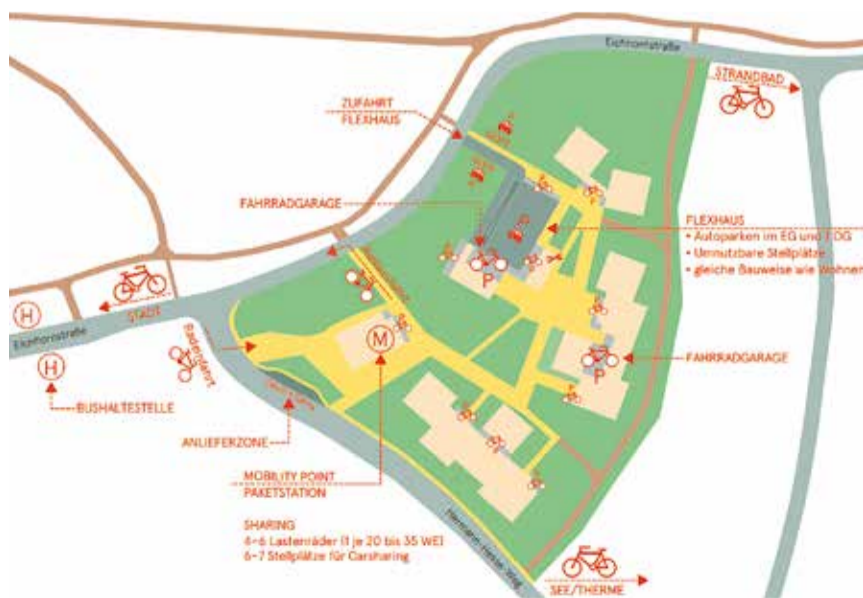 Eichhornstraße
STRANDBAD
ZUFAHRT
FLEXHAUS
FAHRRADGARAGE
FLEXHAUS
• Autoparken im EG und 1 OG
• Umnutzbare Stellplätze
• gleiche Bauweise wie Wohnen
P
H
STADT
Eichhornstraße
H
Radeinfahrt
M
P
FAHRRADGARAGE
BUSHALTESTELLE
ANLIEFERZONE
MOBILITY POINT
PAKETSTATION
SHARING
4–6 Lastenräder (1 je 20 bis 35 WE)
6–7 Stellplätze für Carsharing
Hermann-Hesse-Weg
SEE/THERME